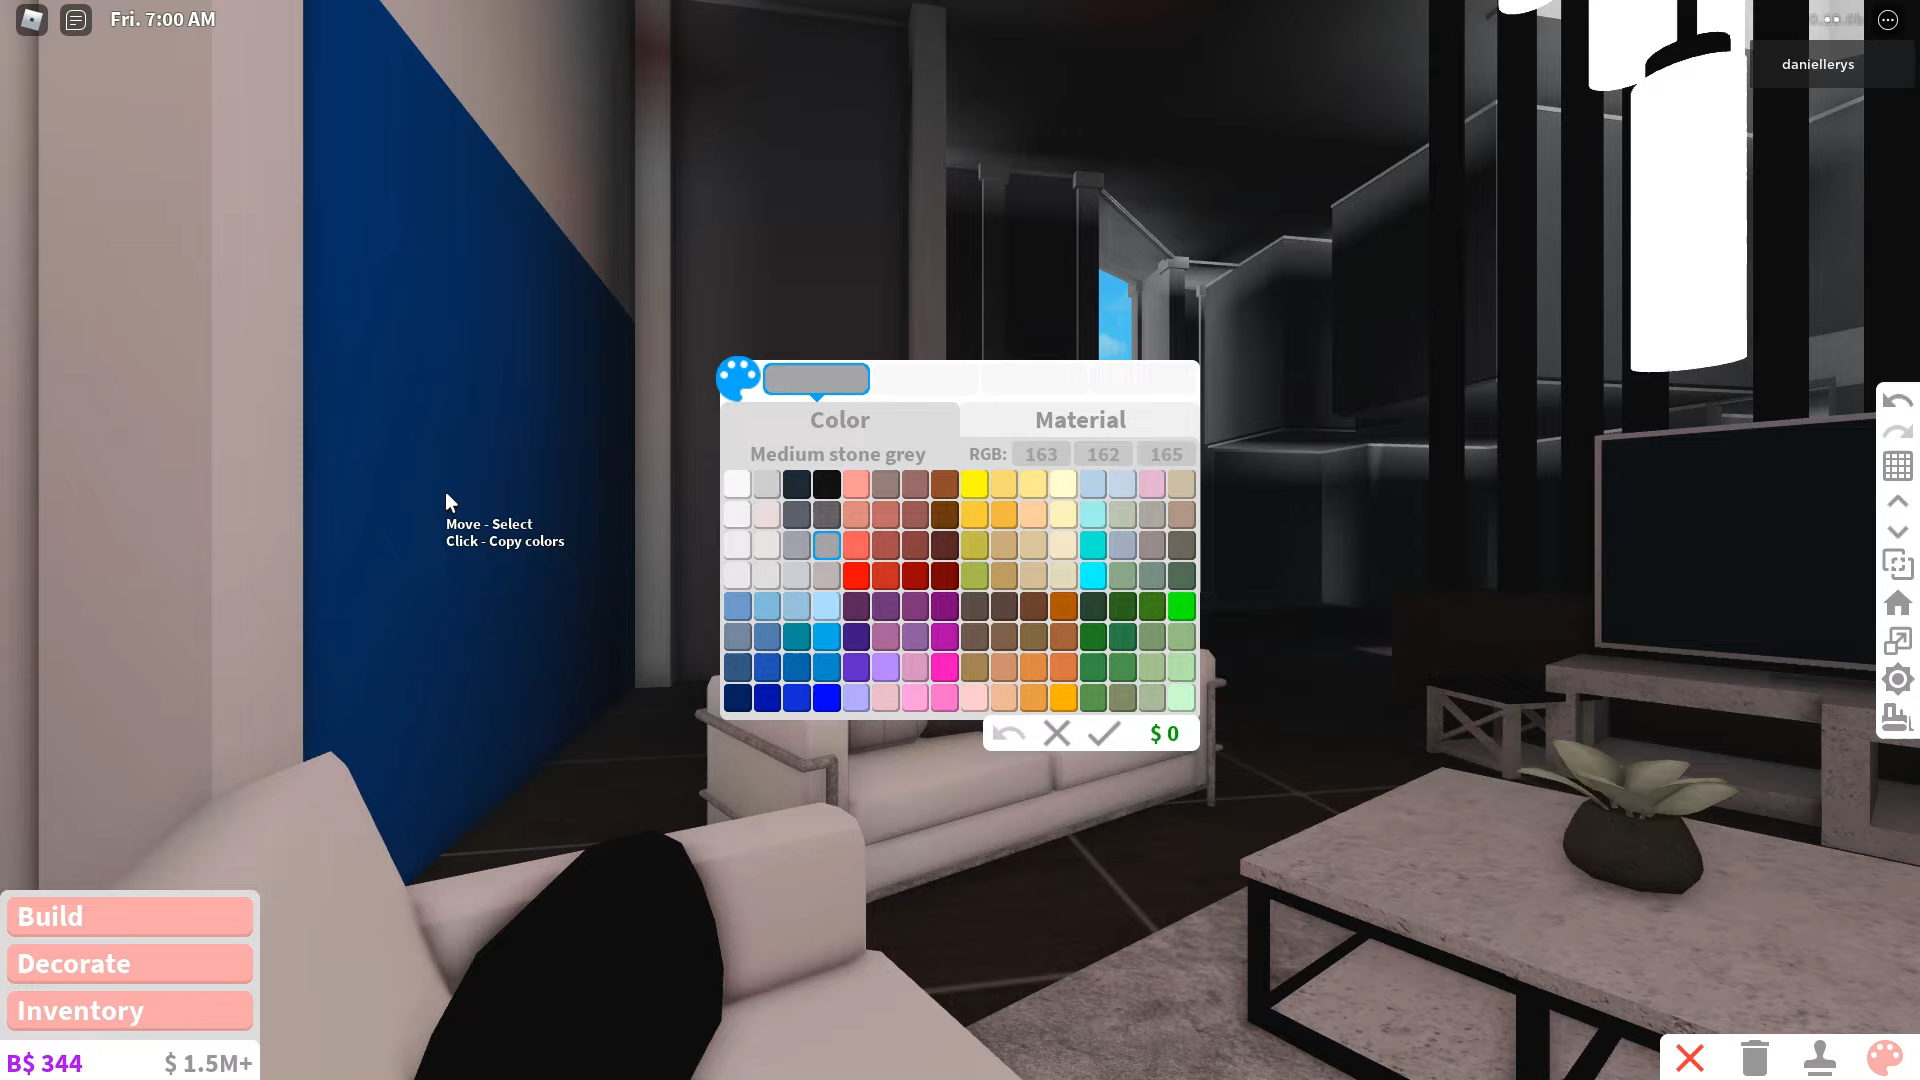 Fri. 7:00 AM
daniellerys
Color
Material
Medium stone grey
RGB: 163 162 165
Move - Select
Click - Copy colors
$ 0
Build
Decorate
Inventory
B$ 344
$ 1.5M+